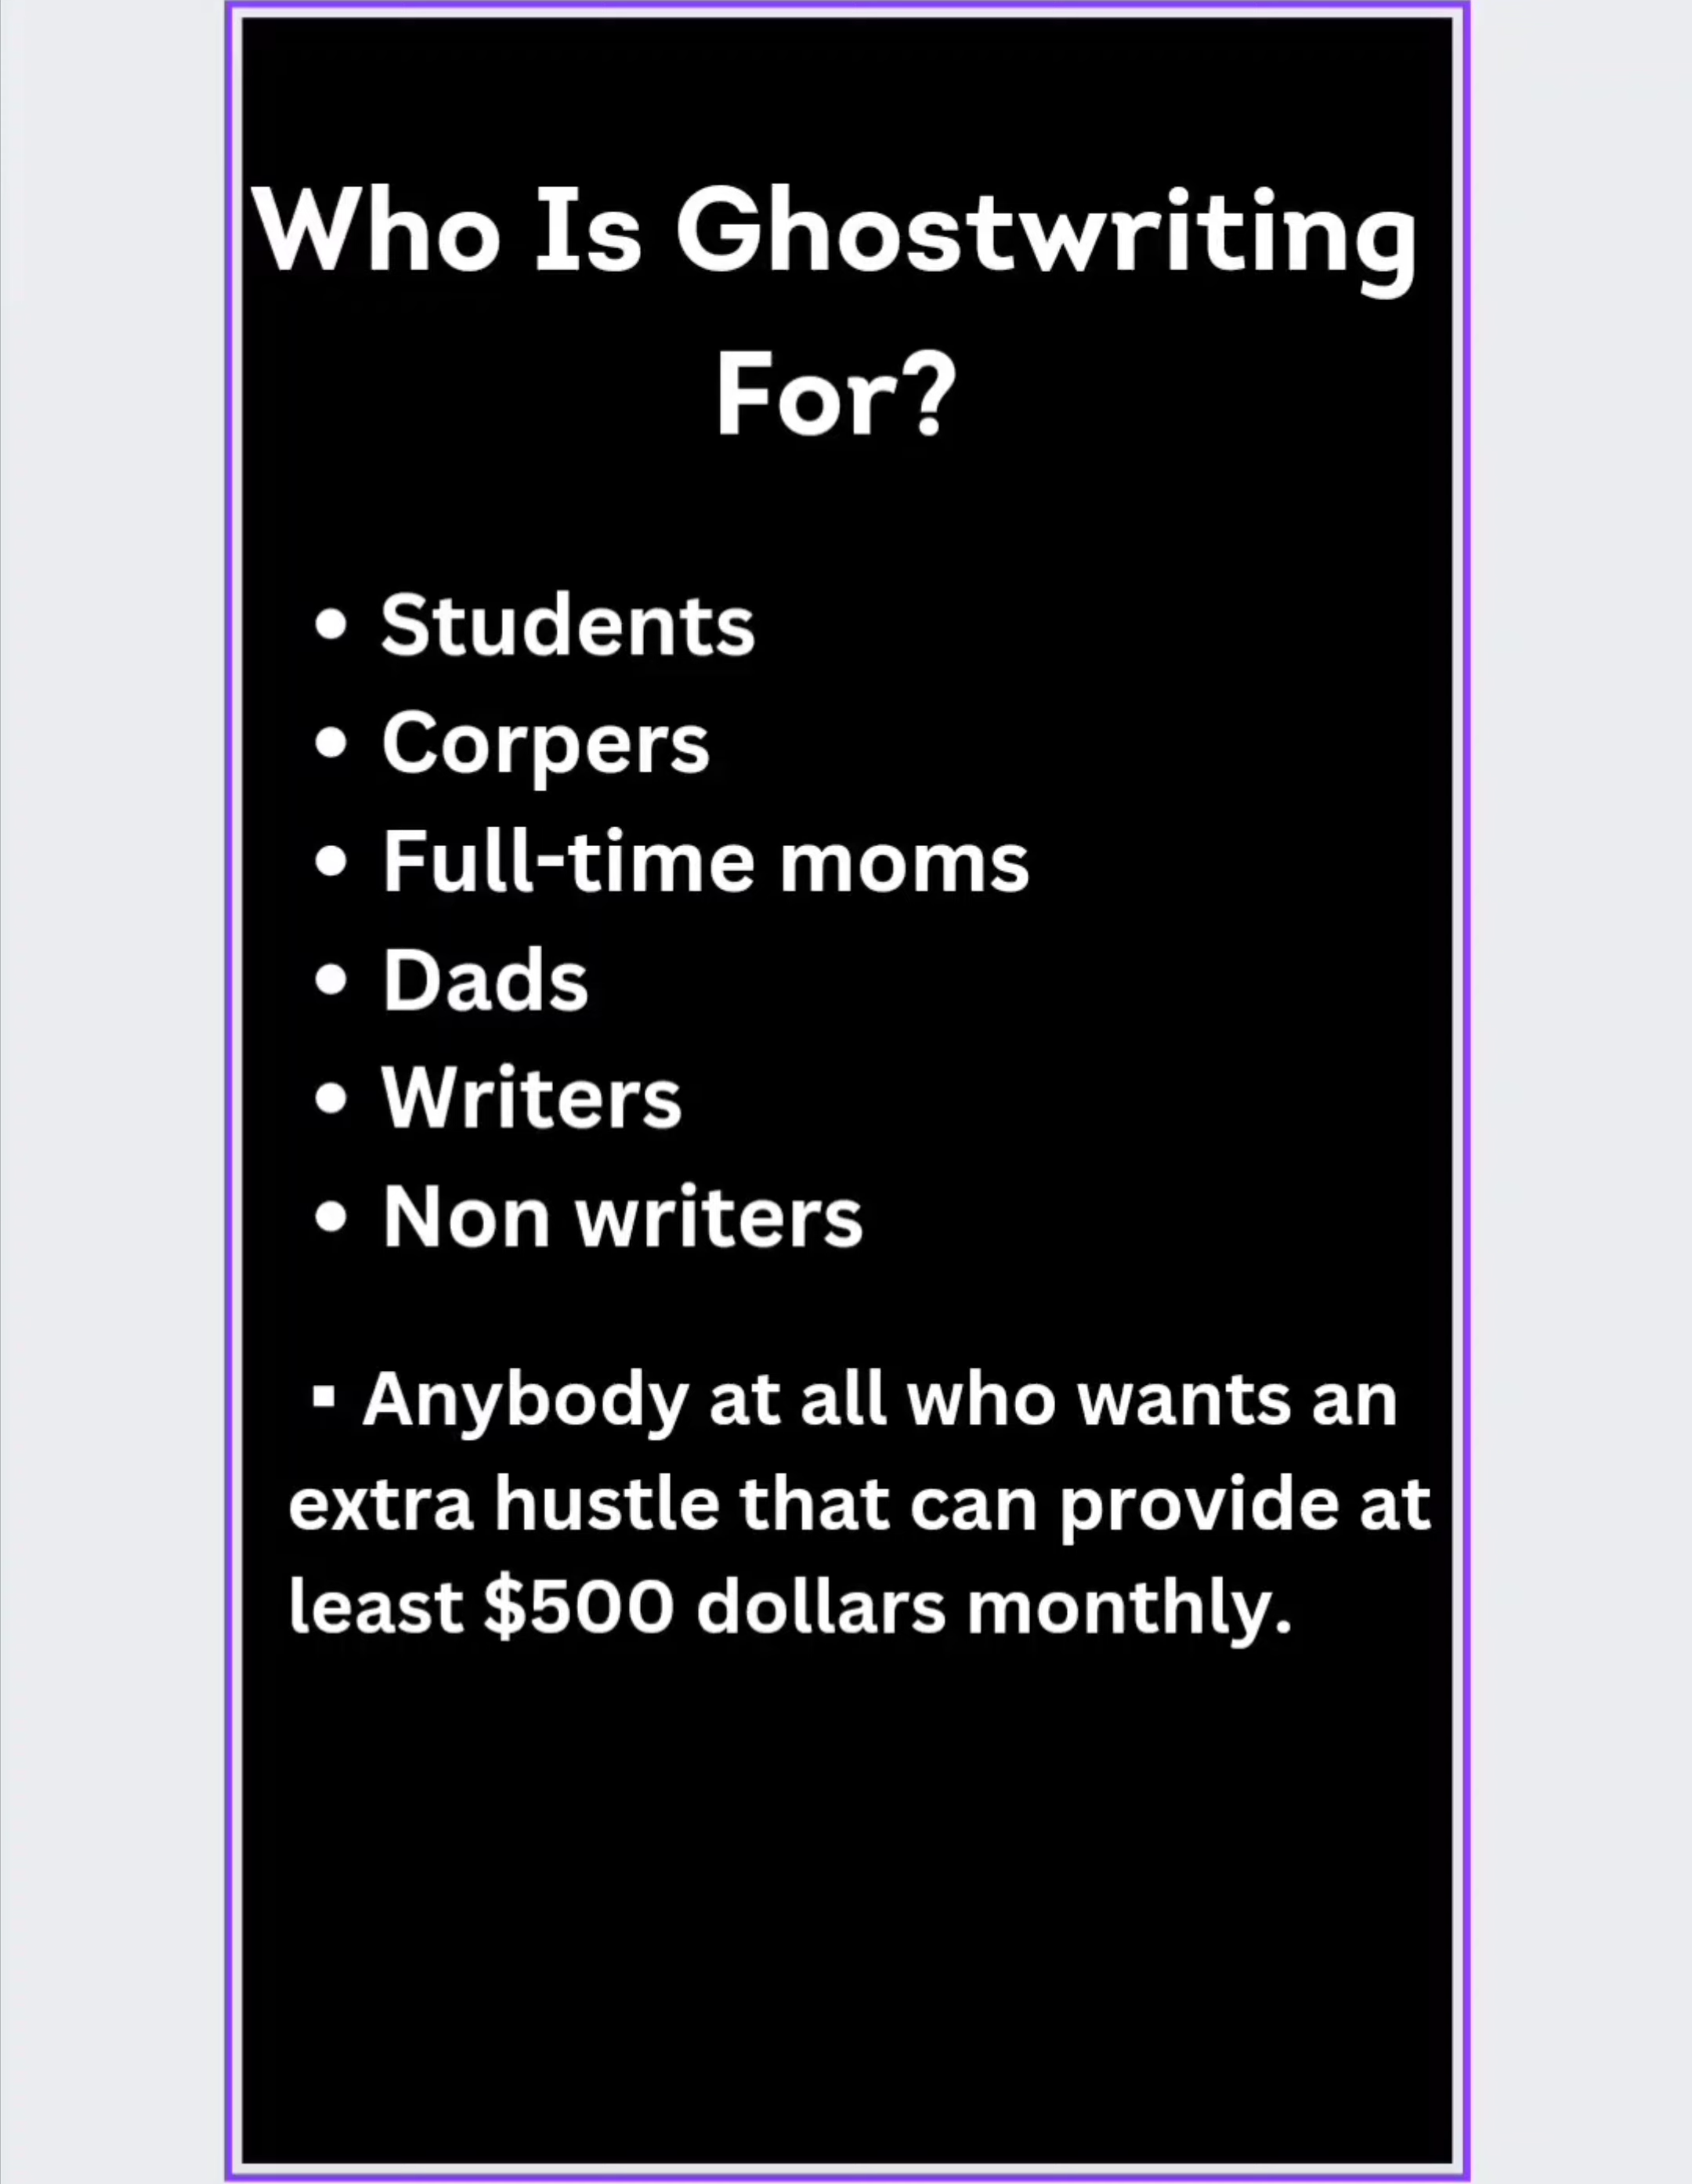 Who Is Ghostwriting
For?
• Students
• Corpers
• Full-time moms
• Dads
• Writers
• Non writers
▪ Anybody at all who wants an
extra hustle that can provide at
least $500 dollars monthly.